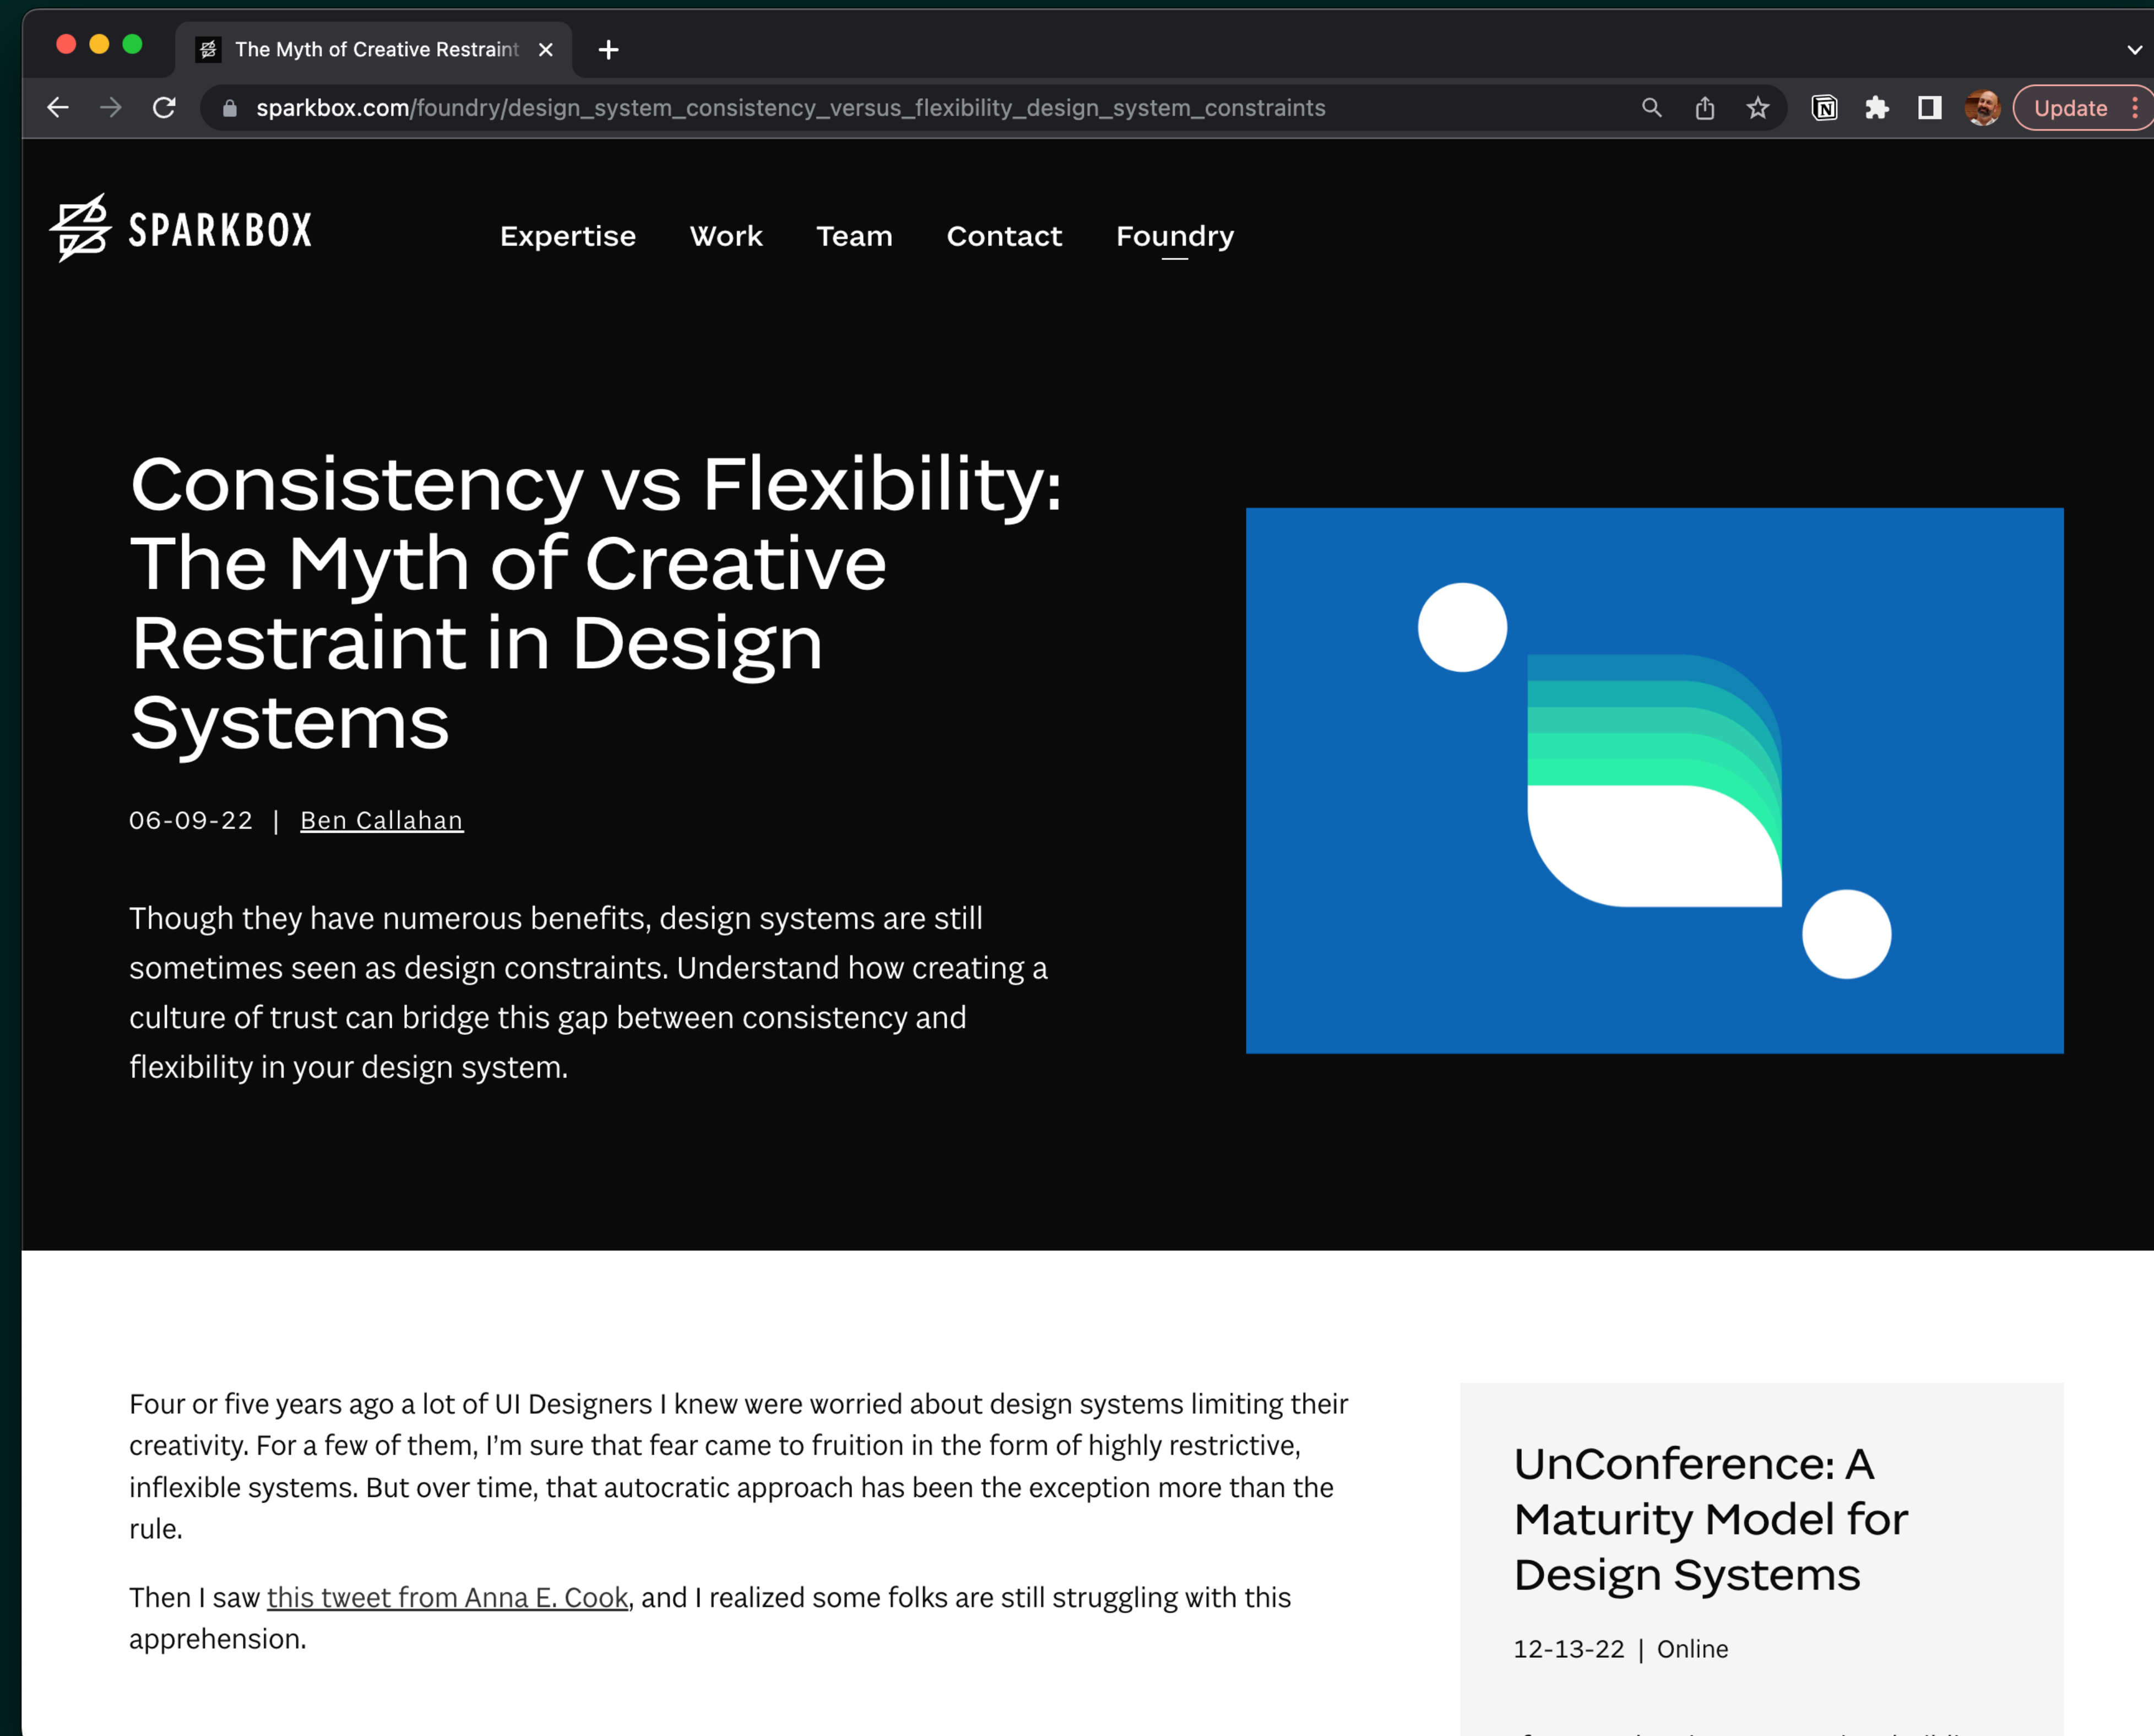 The Myth of Creative Restraint
sparkbox.com/foundry/design_system_consistency_versus_flexibility_design_system_constraints
Update
SPARKBOX
Expertise
Work
Team
Contact
Foundry
Consistency vs Flexibility:
The Myth of Creative
Restraint in Design
Systems
06-09-22 | Ben Callahan
Though they have numerous benefits, design systems are still
sometimes seen as design constraints. Understand how creating a
culture of trust can bridge this gap between consistency and
flexibility in your design system.
Four or five years ago a lot of UI Designers I knew were worried about design systems limiting their
creativity. For a few of them, I’m sure that fear came to fruition in the form of highly restrictive,
inflexible systems. But over time, that autocratic approach has been the exception more than the
rule.
Then I saw this tweet from Anna E. Cook, and I realized some folks are still struggling with this
apprehension.
UnConference: A
Maturity Model for
Design Systems
12-13-22 | Online